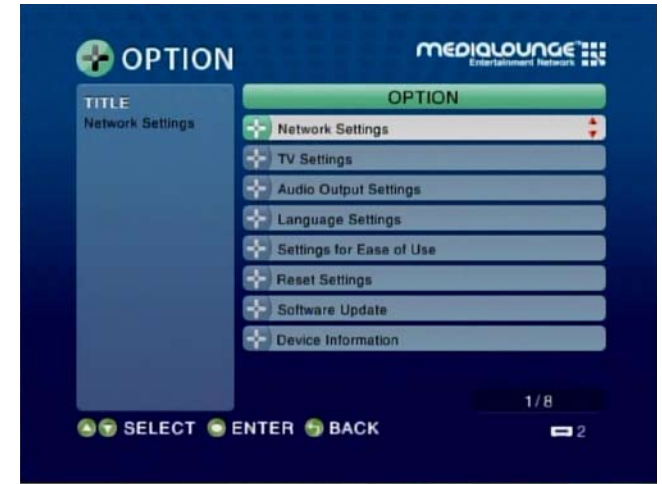 OPTION
MEDIALOUNGE
Entertainment Network
TITLE
Network Settings
OPTION
Network Settings
TV Settings
Audio Output Settings
Language Settings
Settings for Ease of Use
Reset Settings
Software Update
Device Information
1/8
SELECT ENTER BACK
2